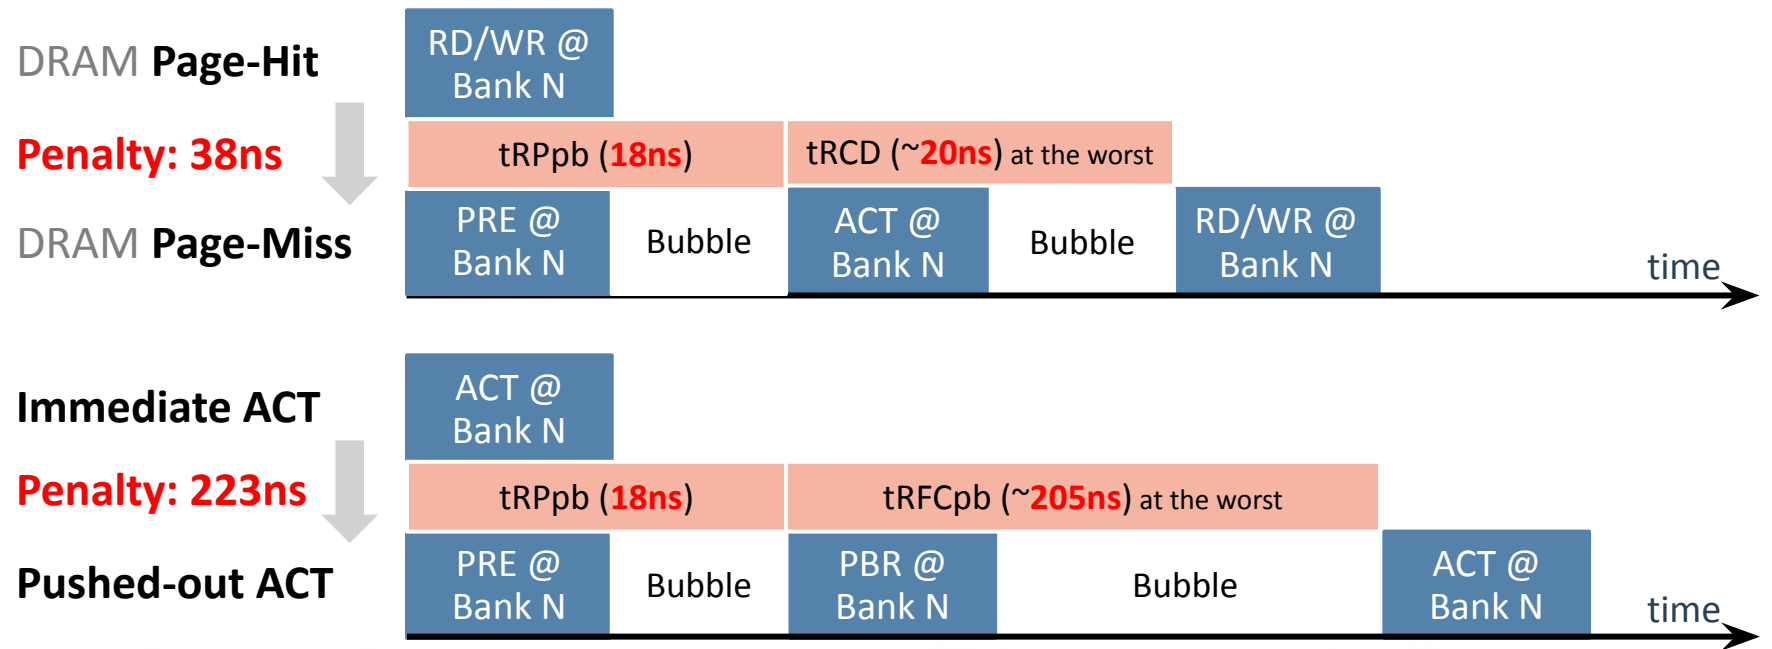 DRAM Page-Hit
RD/WR @
Bank N
Penalty: 38ns
tRPpb (18ns)
tRCD (~20ns) at the worst
DRAM Page-Miss
PRE @
Bank N
Bubble
ACT @
Bank N
Bubble
RD/WR @
Bank N
time
Immediate ACT
ACT @
Bank N
Penalty: 223ns
tRPpb (18ns)
tRFCpb (~205ns) at the worst
Pushed-out ACT
PRE @
Bank N
Bubble
PBR @
Bank N
Bubble
ACT @
Bank N
time